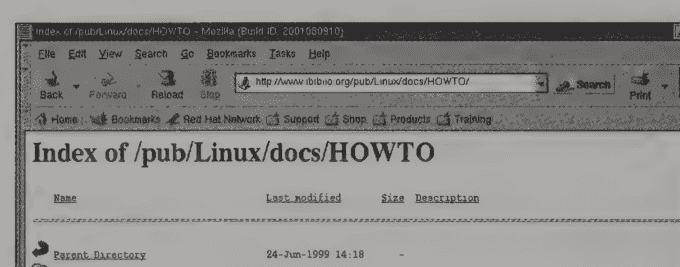 Index of /pub/Linux/docs/HOWTO - Mozilla {Build ID: 2001080910}
File Edit View Search Go Bookmarks Tasks Help
Back Forward Reload Stop http://www.ibiblio.org/pub/Linux/docs/HOWTO/ Search Print
Home Bookmarks Red Hat Network Support Shop Products Training
Index of /pub/Linux/docs/HOWTO
Name Last modified Size Description
Parent Directory 24-Jun-1999 14:18 -